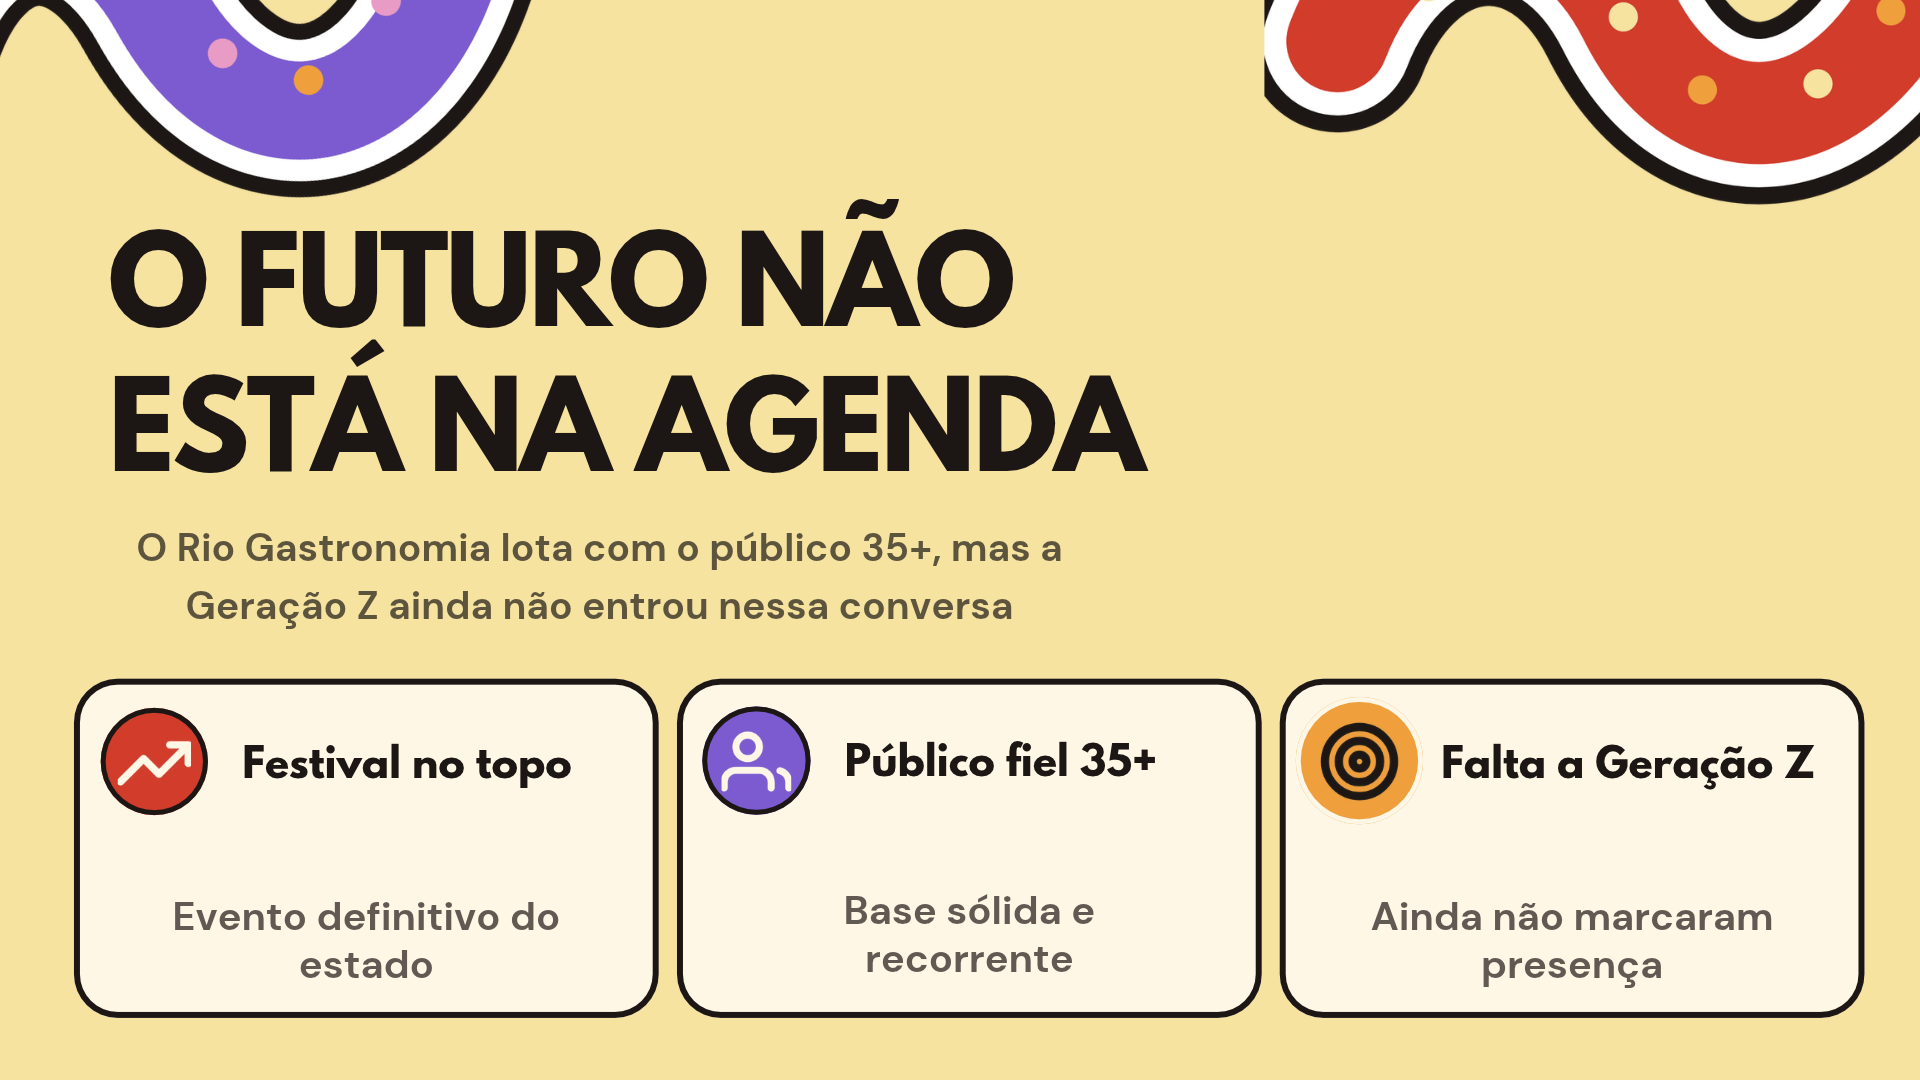 O FUTURO NÃO
ESTÁ NA AGENDA
O Rio Gastronomia lota com o público 35+, mas a
Geração Z ainda não entrou nessa conversa
Festival no topo
Evento definitivo do
estado
Público fiel 35+
Base sólida e
recorrente
Falta a Geração Z
Ainda não marcaram
presença